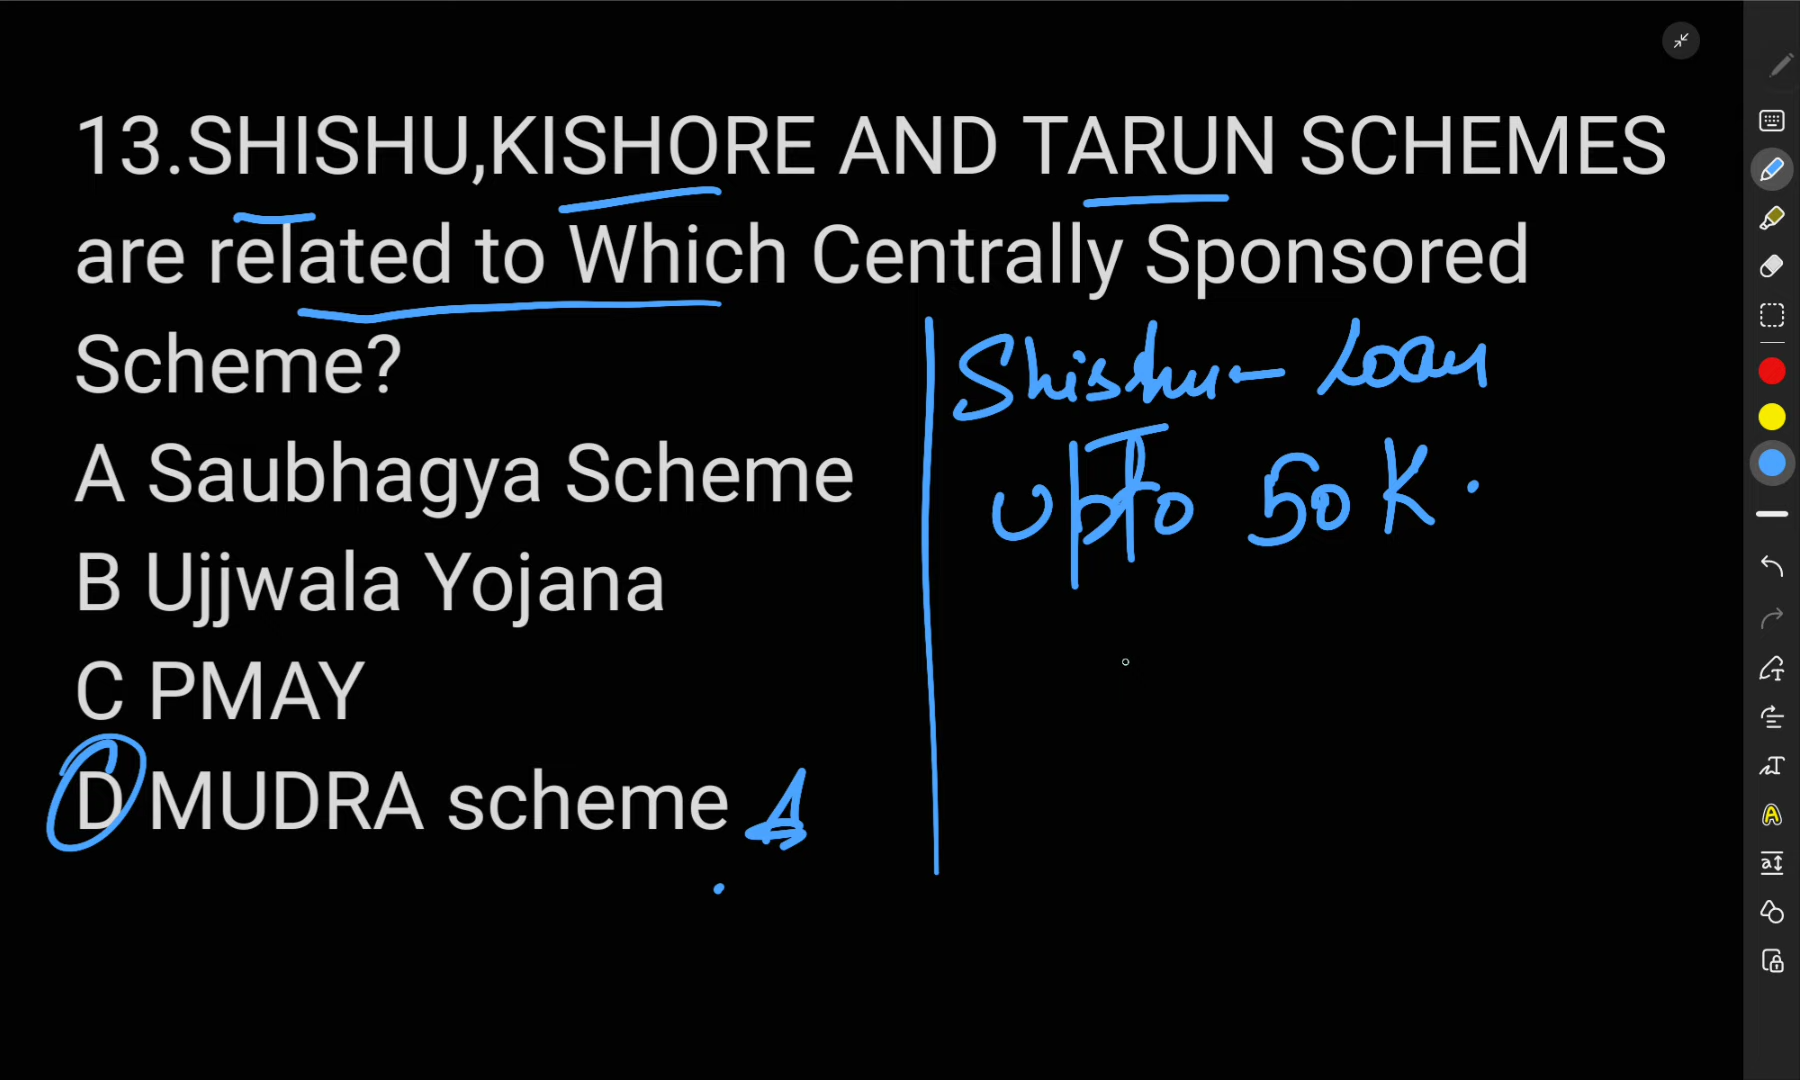 13.SHISHU,KISHORE AND TARUN SCHEMES
are related to Which Centrally Sponsored
Scheme?
A Saubhagya Scheme
B Ujjwala Yojana
C PMAY
D MUDRA scheme
Shishu - Loan
upto 50 K.